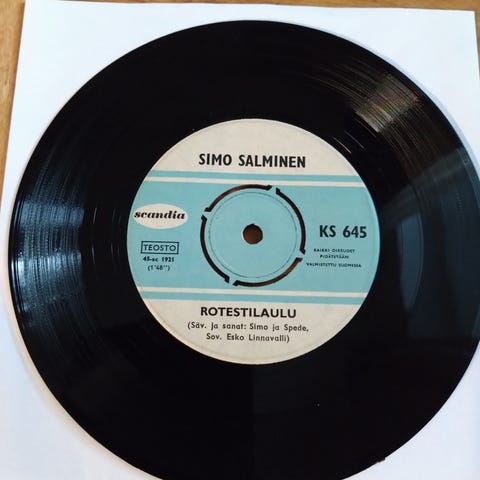 SIMO SALMINEN
scandia
KS 645
TEOSTO
KAIKKI OIKEUDET
PIDÄTETÄÄN
VALMISTETTU SUOMESSA
45-sc 1921
(1'48")
ROTESTILAULU
(Säv. ja sanat: Simo ja Spede,
Sov. Esko Linnavalli)